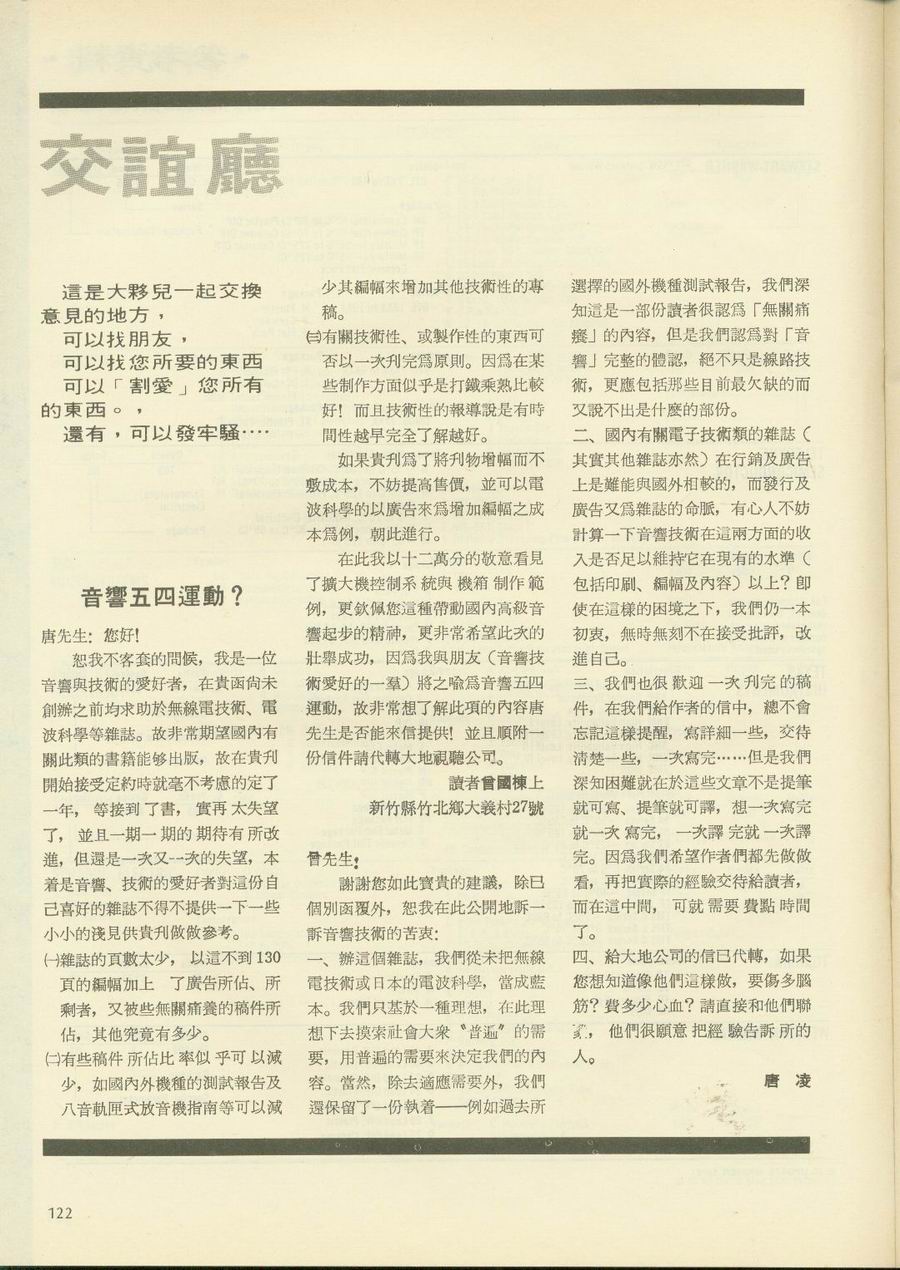 交誼廳
這是大夥兒一起交換
意見的地方，
可以找朋友，
可以找您所要的東西
可以「割愛」您所有
的東西。，
還有，可以發牢騷‥‥
音響五四運動？
唐先生：您好！
恕我不客套的問候，我是一位
音響與技術的愛好者，在貴函尙未
創辦之前均求助於無線電技術、電
波科學等雜誌。故非常期望國內有
關此類的書籍能够出版，故在貴刋
開始接受定約時就毫不考慮的定了
一年， 等接到 了書， 實再 太失望
了， 並且一期一 期的 期待有 所改
進，但還是一次又一次的失望，本
着是音響、技術的愛好者對這份自
己喜好的雜誌不得不提供一下一些
小小的淺見供貴刋做做參考。
㈠雜誌的頁數太少， 以這不到 130
頁的編幅加上 了廣告所佔、所
剩者，又被些無關痛養的稿件所
佔，其他究竟有多少。
㈡有些稿件 所佔比 率似 乎可 以減
少，如國內外機種的測試報告及
八音軌匣式放音機指南等可以減
少其編幅來增加其他技術性的專
稿。
㈢有關技術性、或製作性的東西可
否以一次刋完爲原則。因爲在某
些制作方面似乎是打鐵乘熟比較
好！而且技術性的報導說是有時
間性越早完全了解越好。
如果貴刋爲了將刋物增幅而不
敷成本，不妨提高售價，並可以電
波科學的以廣告來爲增加編幅之成
本爲例，朝此進行。
在此我以十二萬分的敬意看見
了擴大機控制系 統與 機箱 制作 範
例，更欽佩您這種帶動國內高級音
響起步的精神，更非常希望此次的
壯舉成功，因爲我與朋友（音響技
術愛好的一羣）將之喩爲音響五四
運動，故非常想了解此項的內容唐
先生是否能來信提供！並且順附一
份信件請代轉大地視聽公司。
讀者曾國棟上
新竹縣竹北鄉大義村27號
曾先生：
謝謝您如此寶貴的建議，除已
個別函覆外，恕我在此公開地訴一
訴音響技術的苦衷：
一、辦這個雜誌，我們從未把無線
電技術或日本的電波科學，當成藍
本。我們只基於一種理想，在此理
想下去摸索社會大衆〝普遍〞的需
要，用普遍的需要來決定我們的內
容。當然，除去適應需要外，我們
還保留了一份執着——例如過去所
選擇的國外機種測試報告，我們深
知這是一部份讀者很認爲「無關痛
癢」的內容，但是我們認爲對「音
響」完整的體認，絕不只是線路技
術，更應包括那些目前最欠缺的而
又說不出是什麼的部份。
二、國內有關電子技術類的雜誌（
其實其他雜誌亦然）在行銷及廣告
上是難能與國外相較的，而發行及
廣告又爲雜誌的命脈，有心人不妨
計算一下音響技術在這兩方面的收
入是否足以維持它在現有的水準（
包括印刷、編幅及內容）以上？卽
使在這樣的困境之下，我們仍一本
初衷，無時無刻不在接受批評，改
進自己。
三、我們也很 歡迎 一次 刋完 的稿
件，在我們給作者的信中，總不會
忘記這樣提醒，寫詳細一些，交待
淸楚一些，一次寫完……但是我們
深知困難就在於這些文章不是提筆
就可寫、提筆就可譯，想一次寫完
就一次 寫完， 一次譯 完就 一次譯
完。因爲我們希望作者們都先做做
看，再把實際的經驗交待給讀者，
而在這中間， 可就 需要 費點 時間
了。
四、給大地公司的信已代轉，如果
您想知道像他們這樣做，要傷多腦
筋？費多少心血？請直接和他們聯
， 他們很願意 把經 驗告訴 所的
人。
唐 凌
122